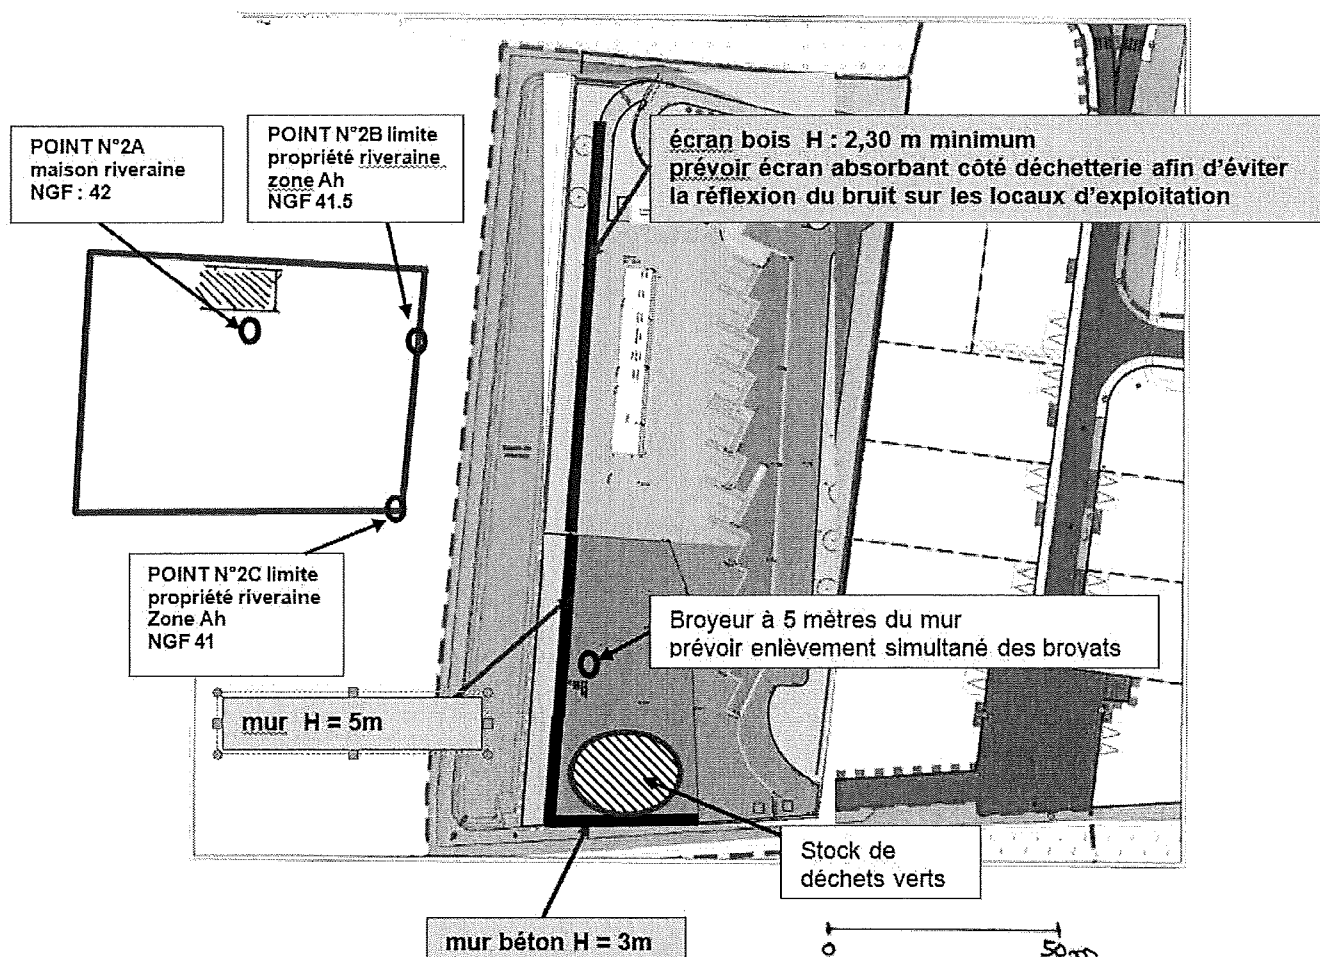 POINT N°2A
maison riveraine
NGF : 42
POINT N°2B limite
propriété riveraine
zone Ah
NGF 41.5
écran bois H : 2,30 m minimum
prévoir écran absorbant côté déchetterie afin d'éviter
la réflexion du bruit sur les locaux d'exploitation
POINT N°2C limite
propriété riveraine
Zone Ah
NGF 41
Broyeur à 5 mètres du mur
prévoir enlèvement simultané des broyats
mur H = 5m
Stock de
déchets verts
mur béton H = 3m
0 50m